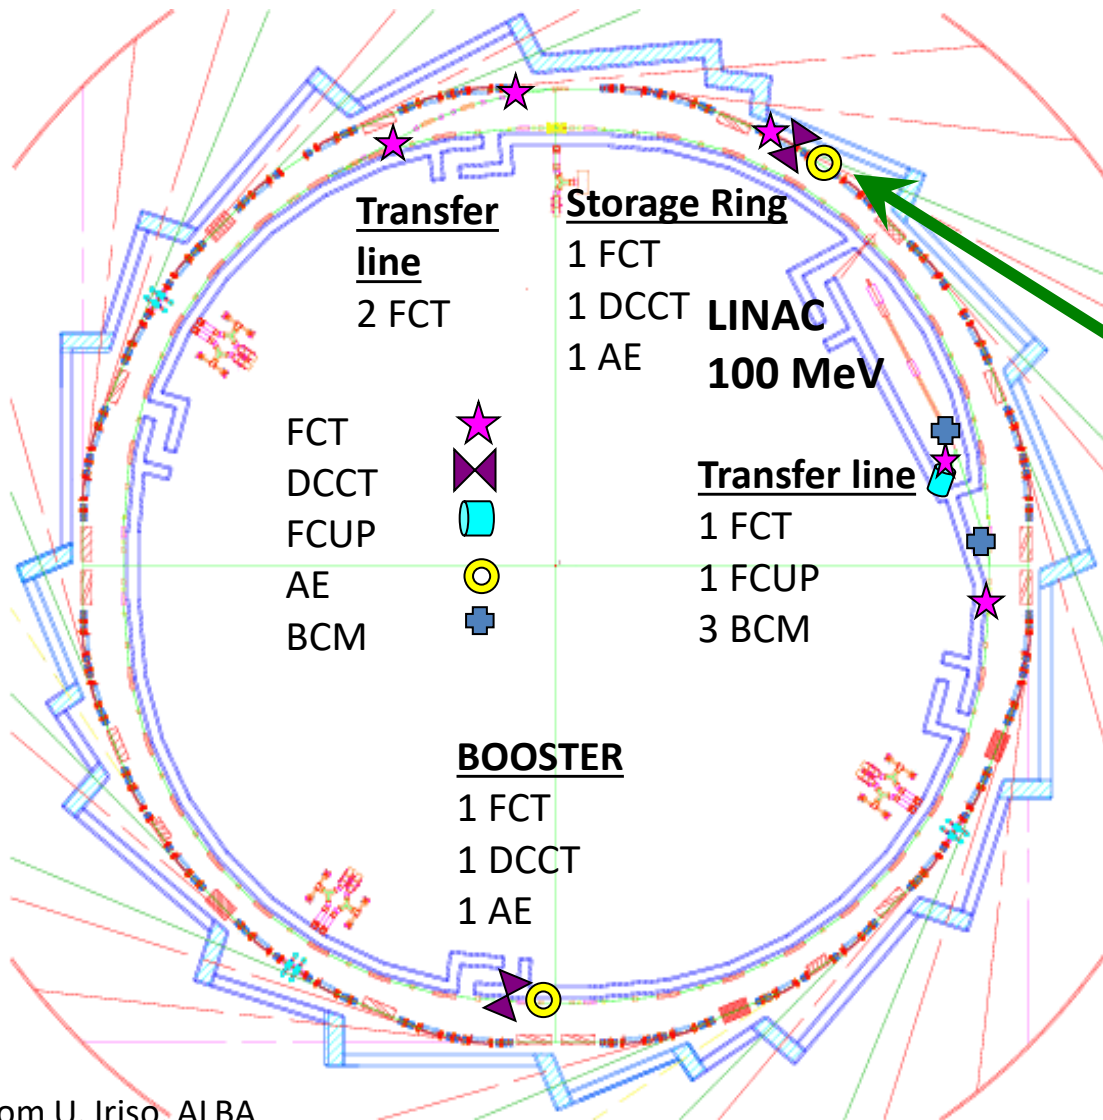 Transfer
line
2 FCT
Storage Ring
1 FCT
1 DCCT
1 AE
LINAC
100 MeV
FCT
DCCT
FCUP
AE
BCM
Transfer line
1 FCT
1 FCUP
3 BCM
BOOSTER
1 FCT
1 DCCT
1 AE
U. Iriso, ALBA